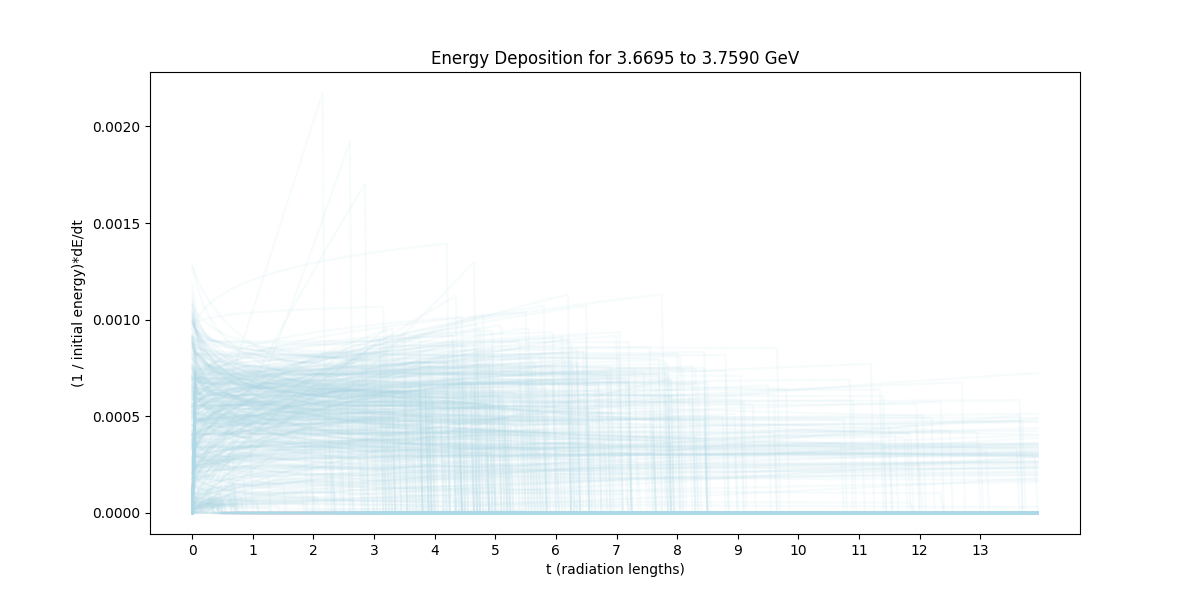 Energy Deposition for 3.6695 to 3.7590 GeV
(1 / initial energy)*dE/dt
0.0020
0.0015
0.0010
0.0005
0.0000
0 1 2 3 4 5 6 7 8 9 10 11 12 13
t (radiation lengths)